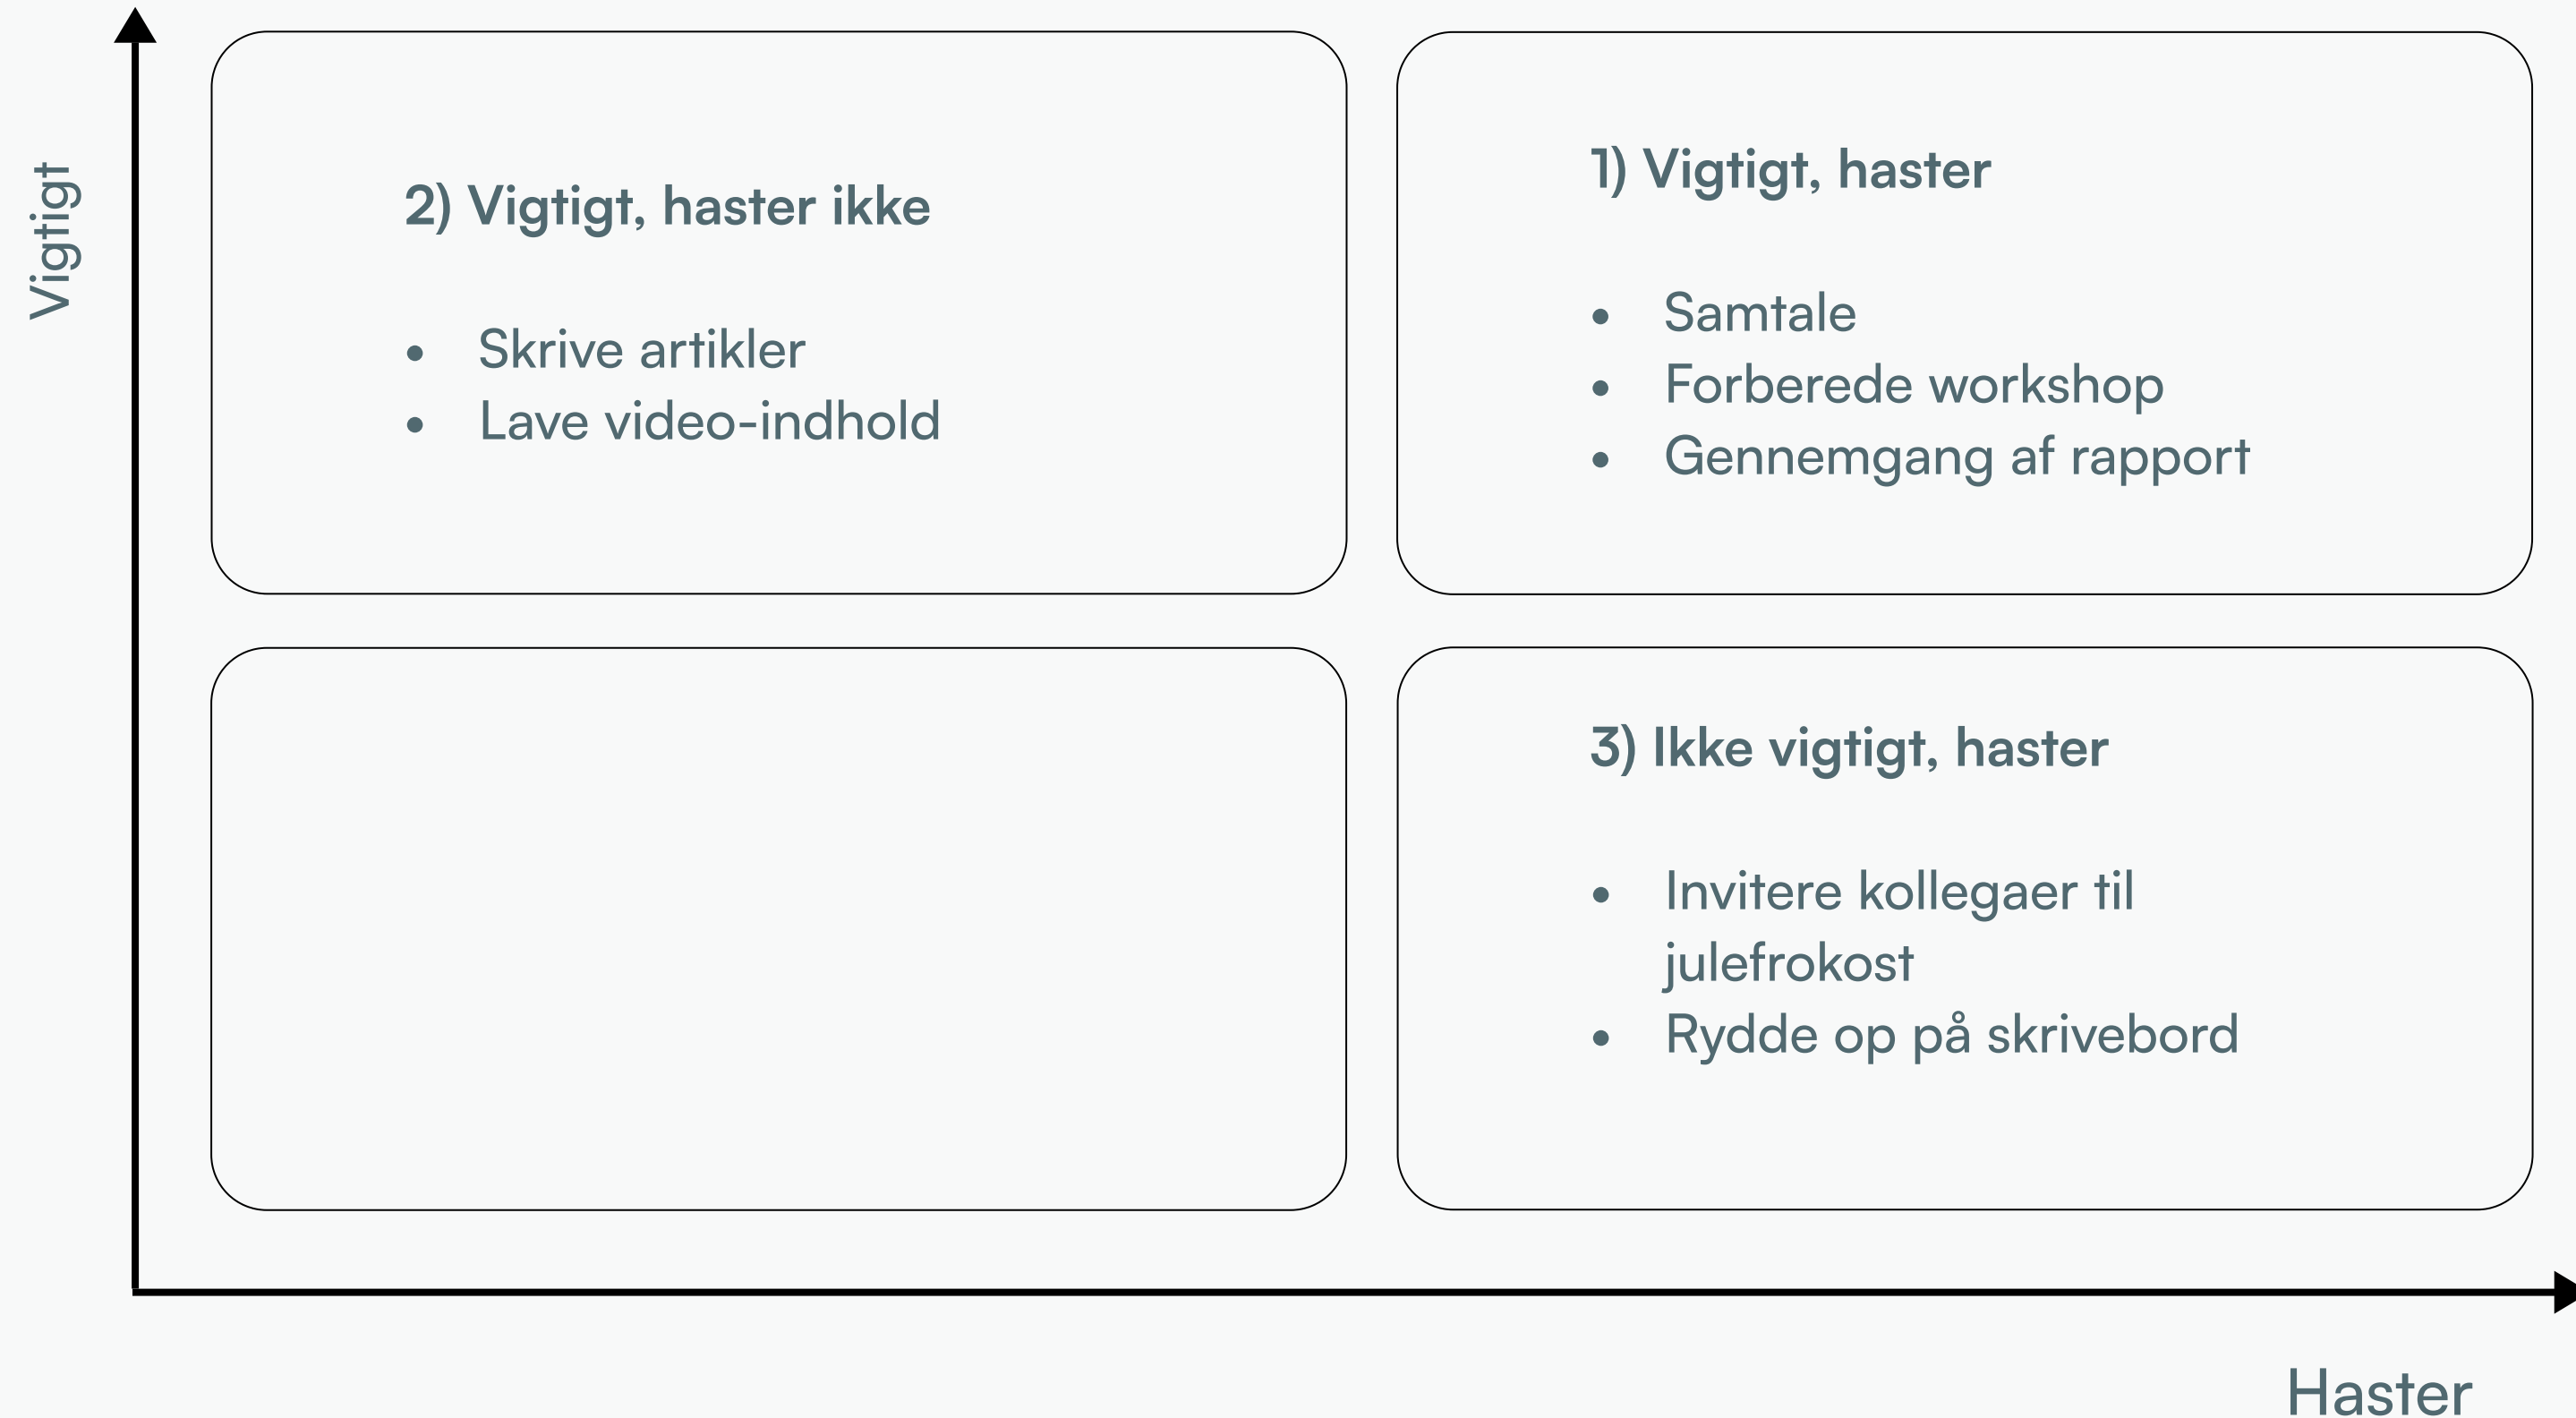 Vigtigt
2) Vigtigt, haster ikke
• Skrive artikler
• Lave video-indhold
1) Vigtigt, haster
• Samtale
• Forberede workshop
• Gennemgang af rapport
3) Ikke vigtigt, haster
• Invitere kollegaer til
julefrokost
• Rydde op på skrivebord
Haster